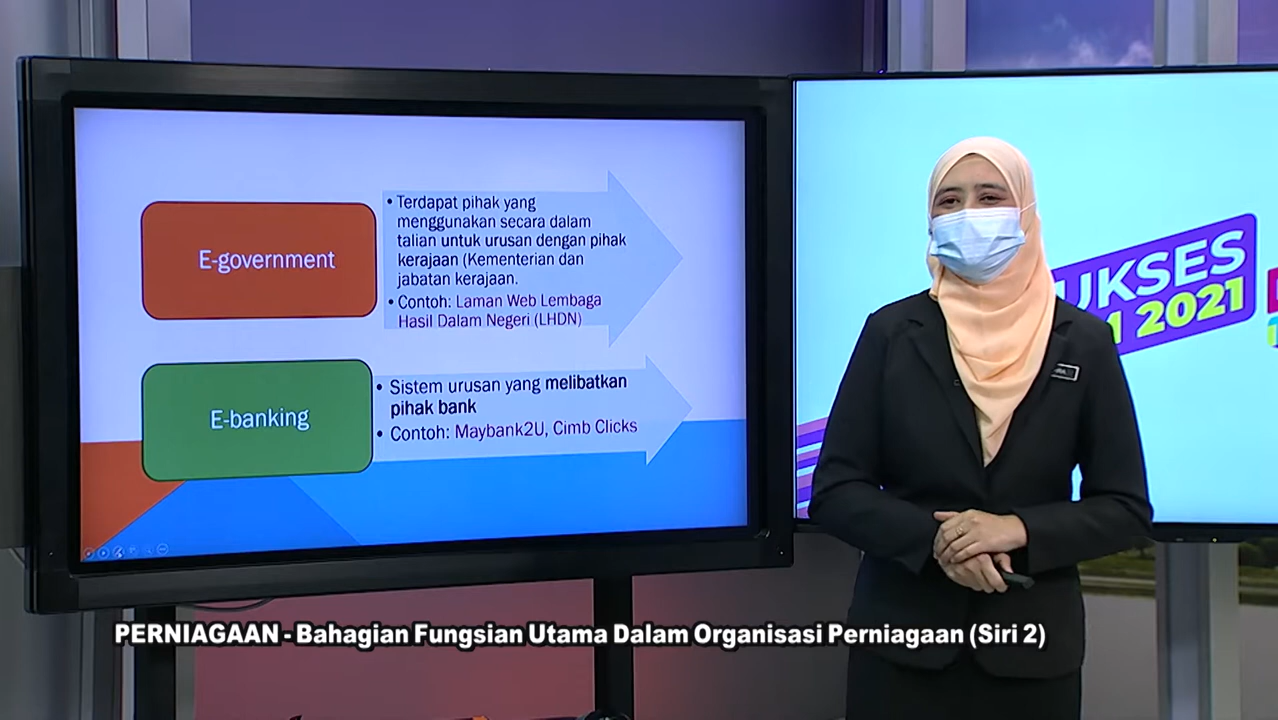 E-government
• Terdapat pihak yang
menggunakan secara dalam
talian untuk urusan dengan pihak
kerajaan (Kementerian dan
jabatan kerajaan.
• Contoh: Laman Web Lembaga
Hasil Dalam Negeri (LHDN)
E-banking
• Sistem urusan yang melibatkan
pihak bank
• Contoh: Maybank2U, Cimb Clicks
UKSES
2021
PERNIAGAAN - Bahagian Fungsian Utama Dalam Organisasi Perniagaan (Siri 2)